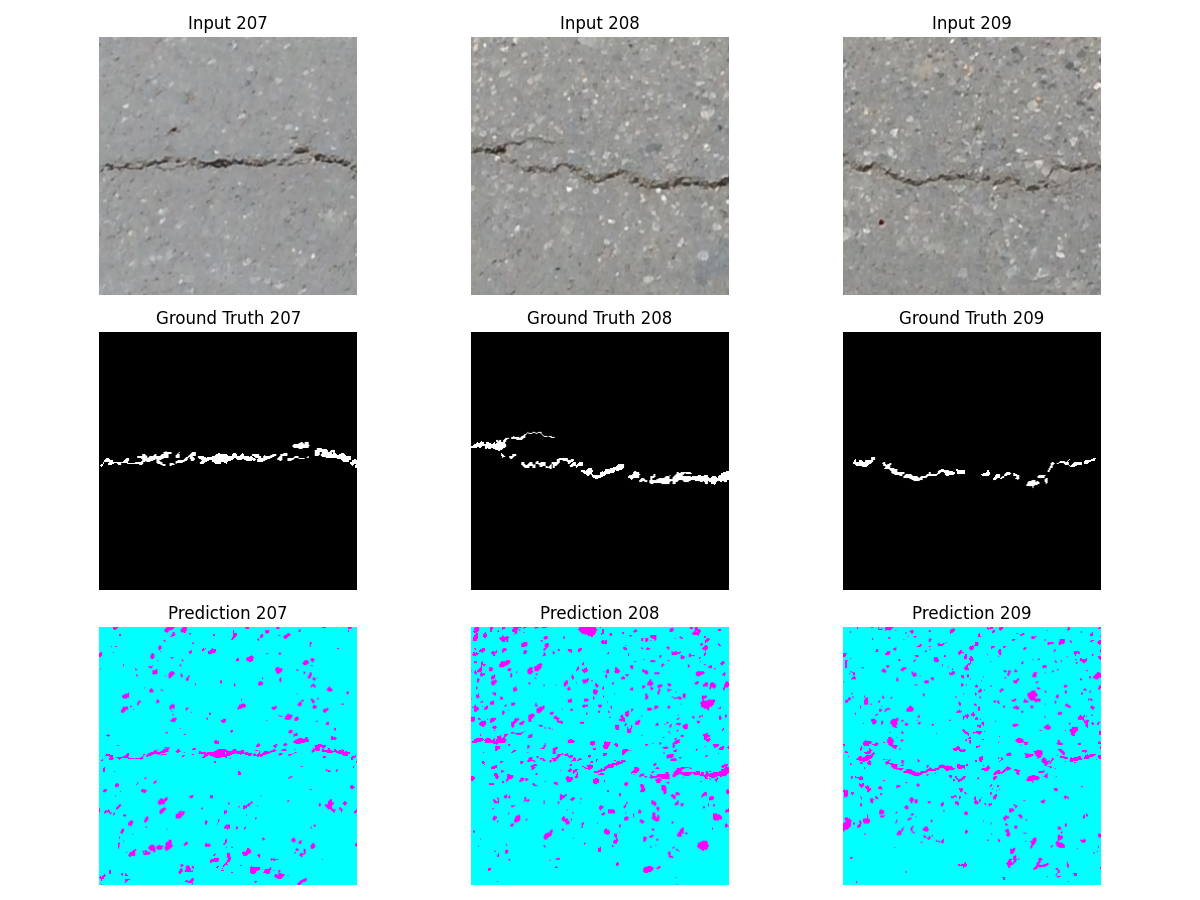 Input 207
Input 208
Input 209
Ground Truth 207
Ground Truth 208
Ground Truth 209
Prediction 207
Prediction 208
Prediction 209